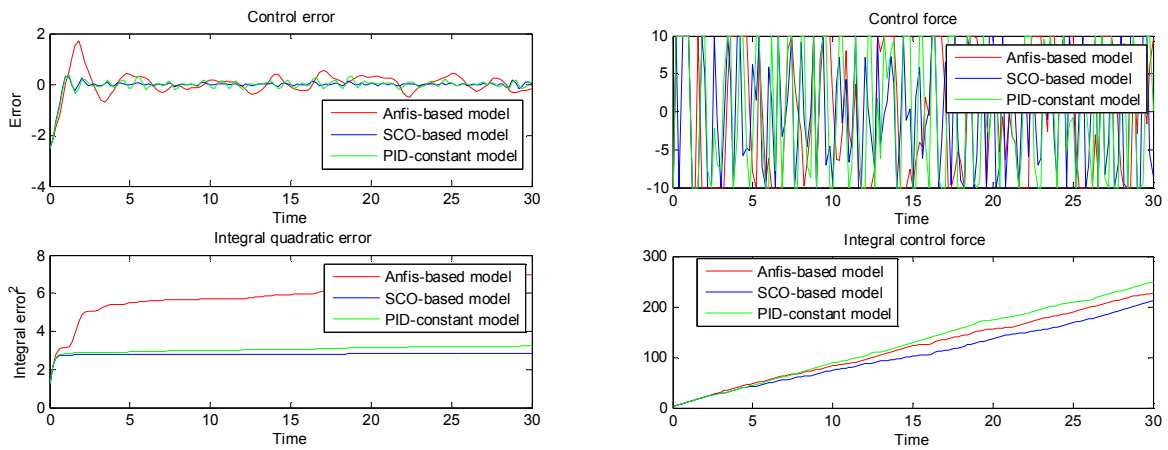 Control error
2
0
-2
-4
Error
0 5 10 15 20 25 30
Time
Anfis-based model
SCO-based model
PID-constant model
Control force
10
5
0
-5
-10
0 5 10 15 20 25 30
Time
Anfis-based model
SCO-based model
PID-constant model
Integral quadratic error
8
6
4
2
0
Integral error2
0 5 10 15 20 25 30
Time
Anfis-based model
SCO-based model
PID-constant model
Integral control force
300
200
100
0
0 5 10 15 20 25 30
Time
Anfis-based model
SCO-based model
PID-constant model